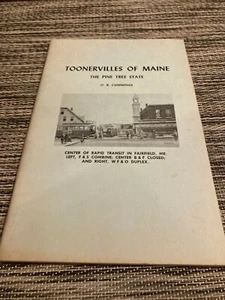 TOONERVILLES OF MAINE
THE PINE TREE STATE
O. R. CUMMINGS
CENTER OF RAPID TRANSIT IN FAIRFIELD, ME.
LEFT, F & S COMBINE; CENTER B & F CLOSED,
AND RIGHT, W F & O DUPLEX.